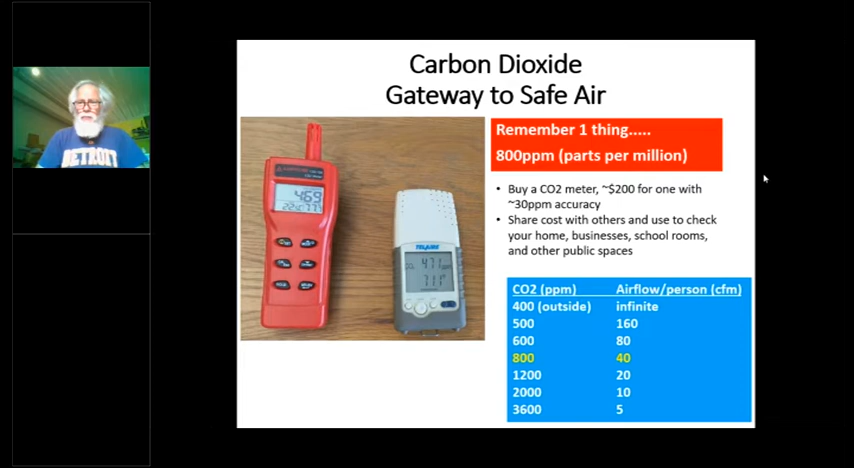 Carbon Dioxide
Gateway to Safe Air
DETROIT
Remember 1 thing.....
800ppm (parts per million)
469
TELAIRE
471
711°
• Buy a CO2 meter, ~$200 for one with
~30ppm accuracy
• Share cost with others and use to check
your home, businesses, school rooms,
and other public spaces
CO2 (ppm) Airflow/person (cfm)
400 (outside) infinite
500 160
600 80
800 40
1200 20
2000 10
3600 5